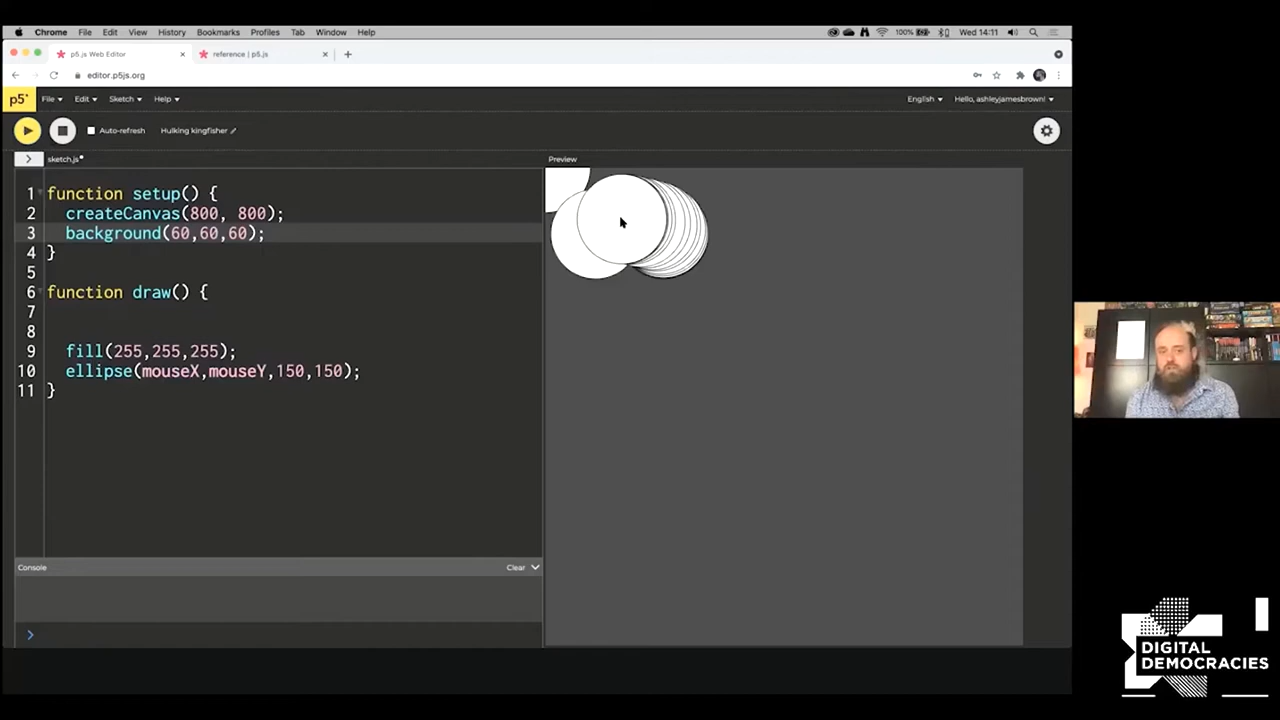 Chrome File Edit View History Bookmarks Profiles Tab Window Help 100% Wed 14:11
p5.js Web Editor × reference | p5.js × +
editor.p5js.org
p5* File Edit Sketch Help English Hello, ashleyjamesbrown!
Auto-refresh Hulking kingfisher
> sketch.js Preview
1 function setup() {
2 createCanvas(800, 800);
3 background(60,60,60);
4 }
5
6 function draw() {
7
8
9 fill(255,255,255);
10 ellipse(mouseX,mouseY,150,150);
11 }
Console Clear
>
DIGITAL
DEMOCRACIES